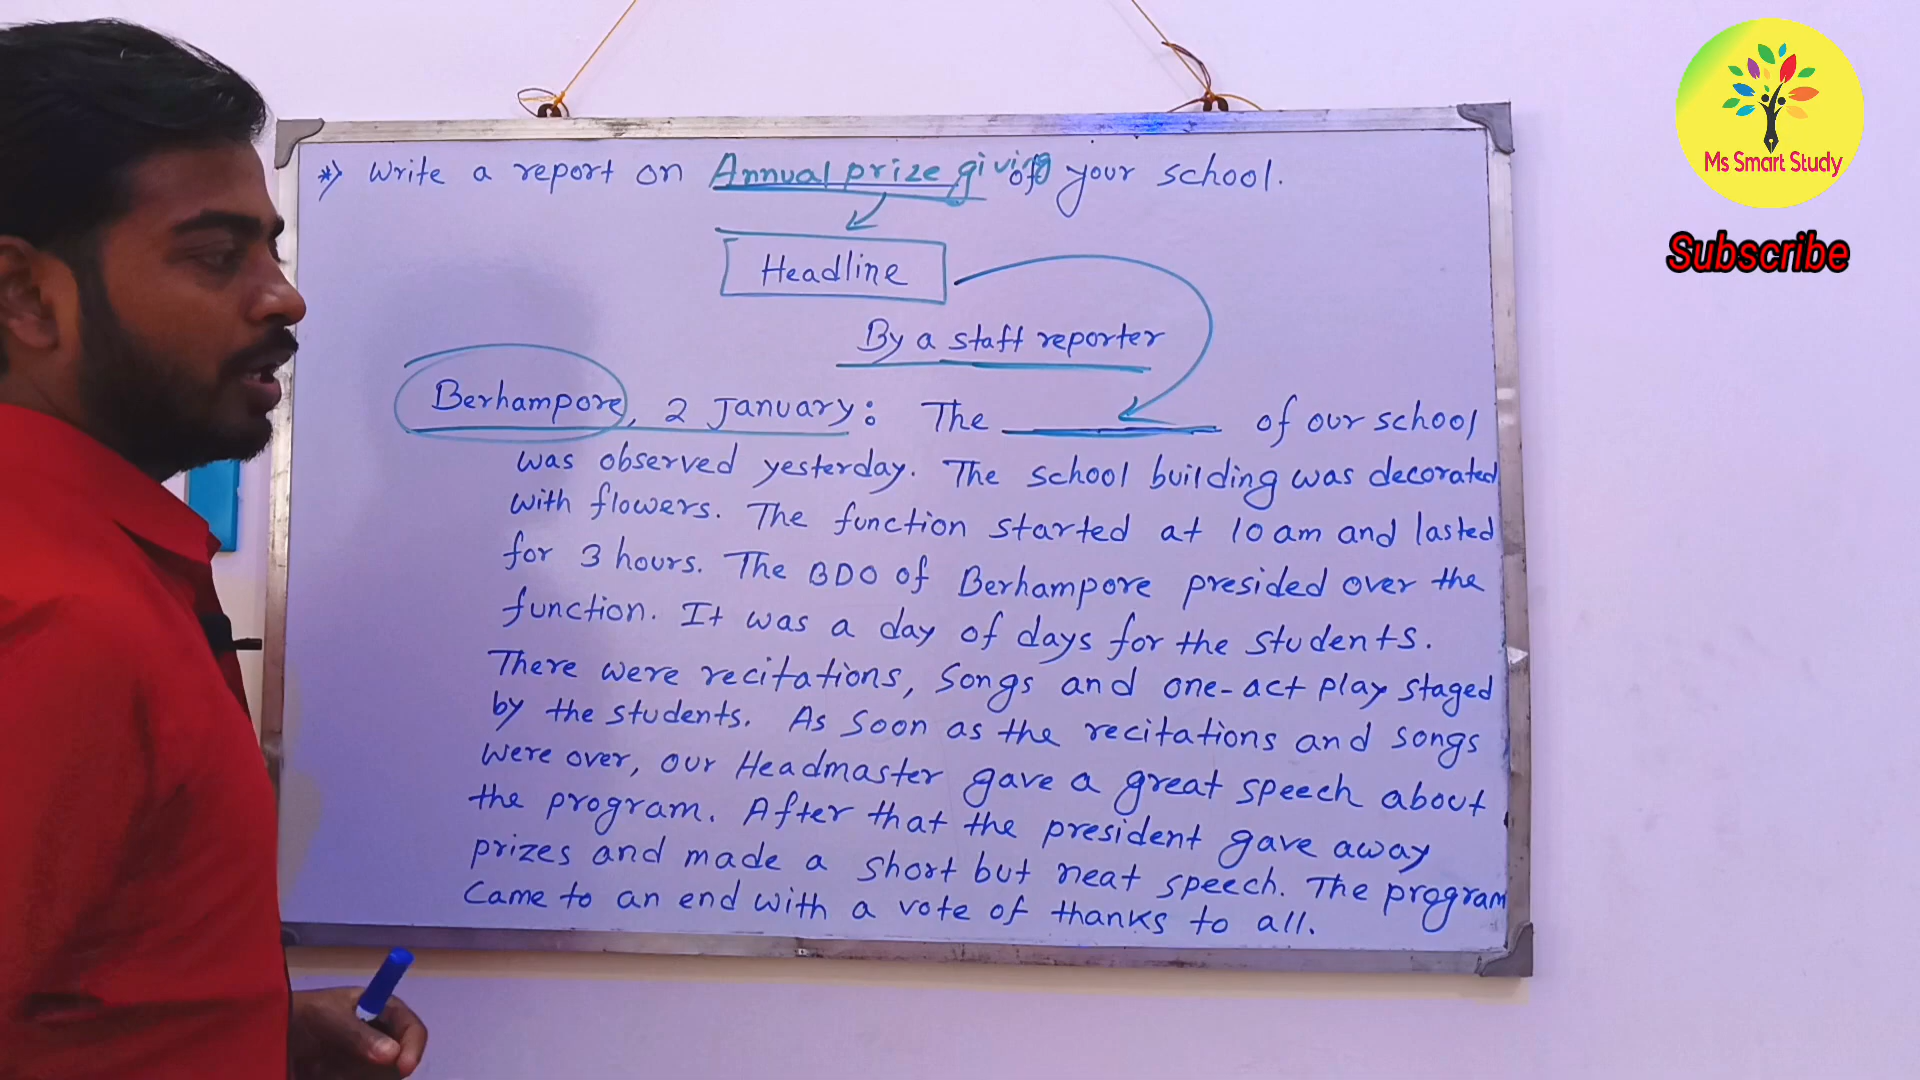 *) Write a report on Annual prize giving of your school.
Headline
By a staff reporter
Berhampore, 2 January: The ________ of our school
was observed yesterday. The school building was decorated
with flowers. The function started at 10 am and lasted
for 3 hours. The BDO of Berhampore presided over the
function. It was a day of days for the students.
There were recitations, songs and one-act play staged
by the students. As soon as the recitations and songs
were over, our Headmaster gave a great speech about
the program. After that the president gave away
prizes and made a short but neat speech. The program
came to an end with a vote of thanks to all.
Ms Smart Study
Subscribe